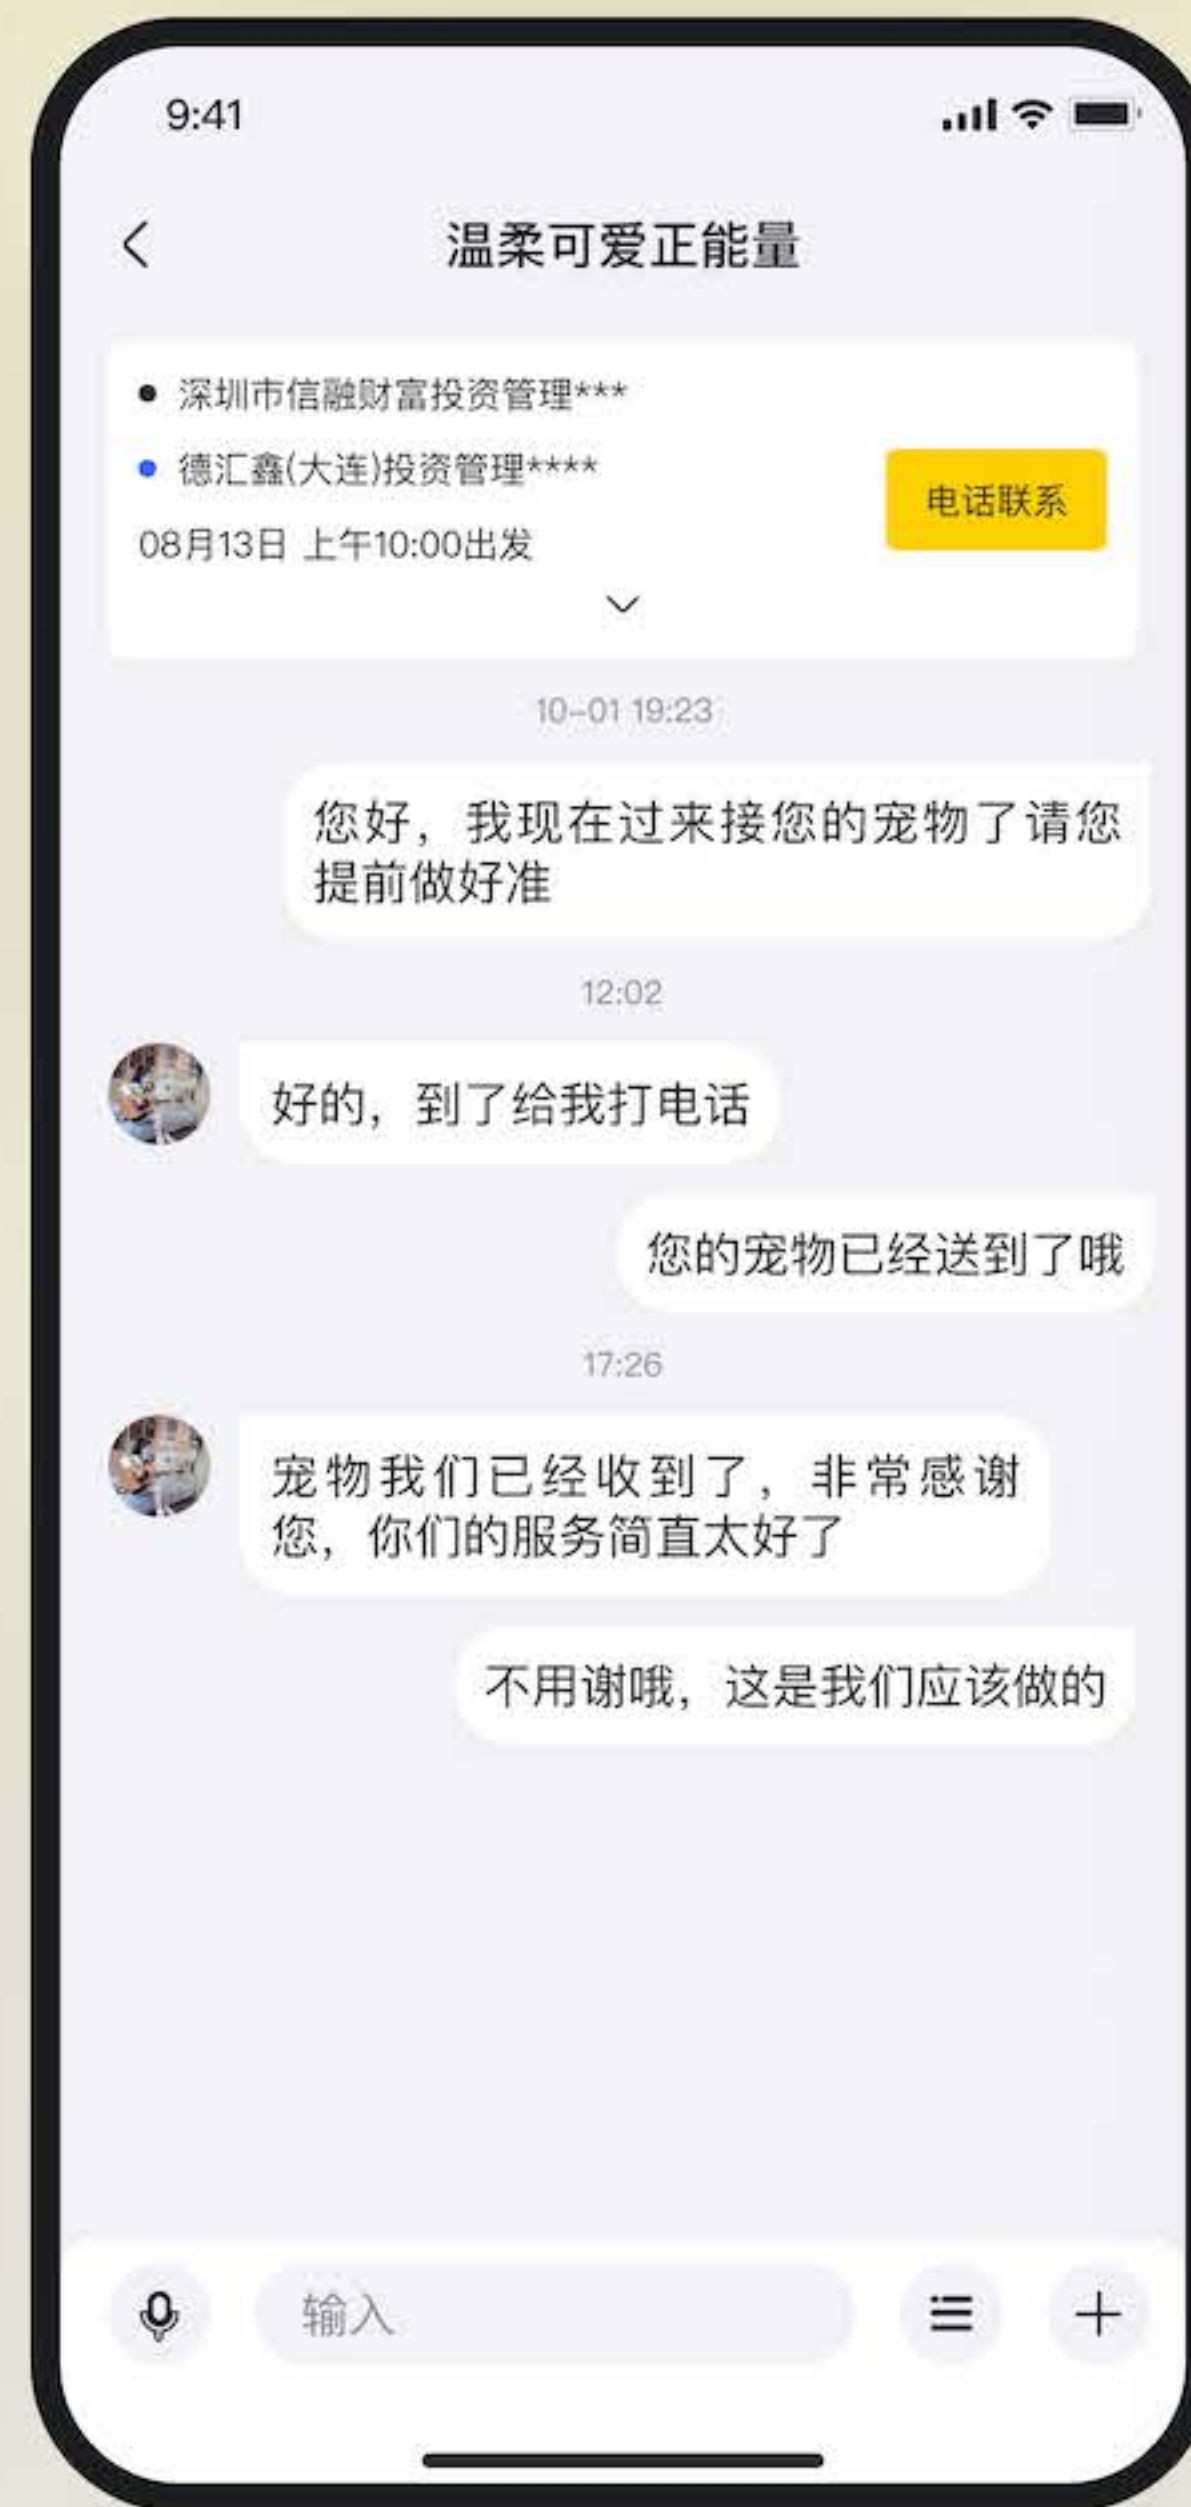 9:41
温柔可爱正能量
深圳市信融财富投资管理***
德汇鑫(大连)投资管理****
电话联系
08月13日 上午10:00出发
10-01 19:23
您好，我现在过来接您的宠物了请您
提前做好准
12:02
好的，到了给我打电话
您的宠物已经送到了哦
17:26
宠物我们已经收到了，非常感谢
您，你们的服务简直太好了
不用谢哦，这是我们应该做的
输入